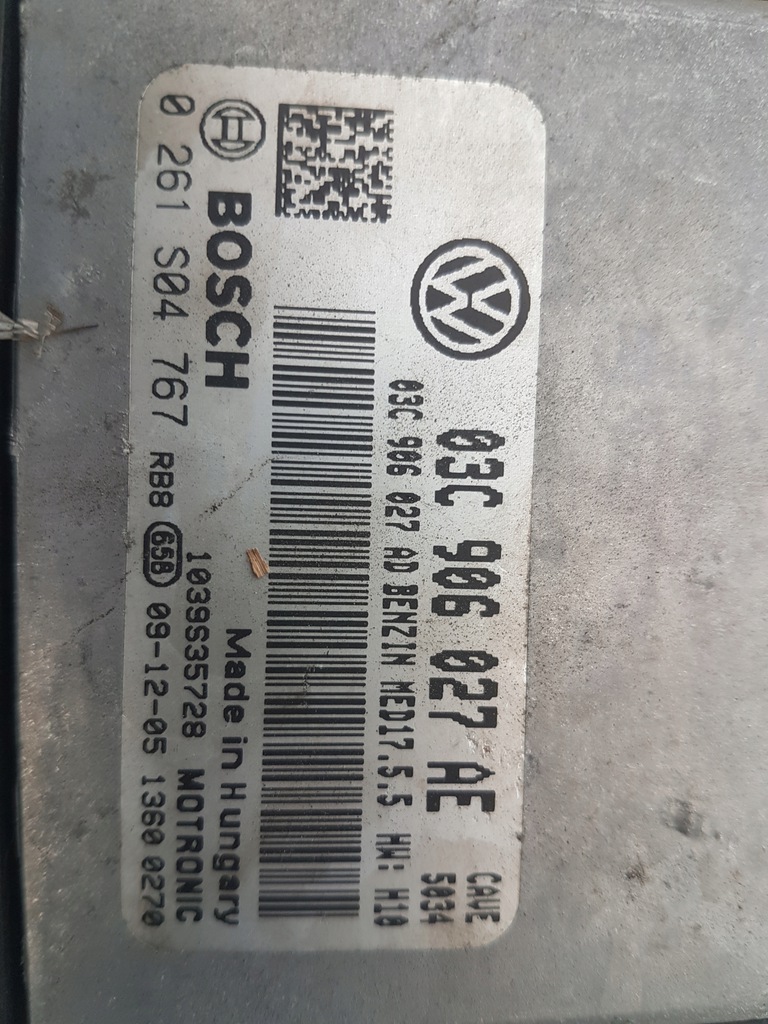 03C 906 027 AE
CAVE
5034
03C 906 027 AD BENZIN MED17.5.5 HW: H10
BOSCH
Made in Hungary
1039S35728 MOTRONIC
0 261 S04 767 RB8 65B 09-12-05 1360 0270